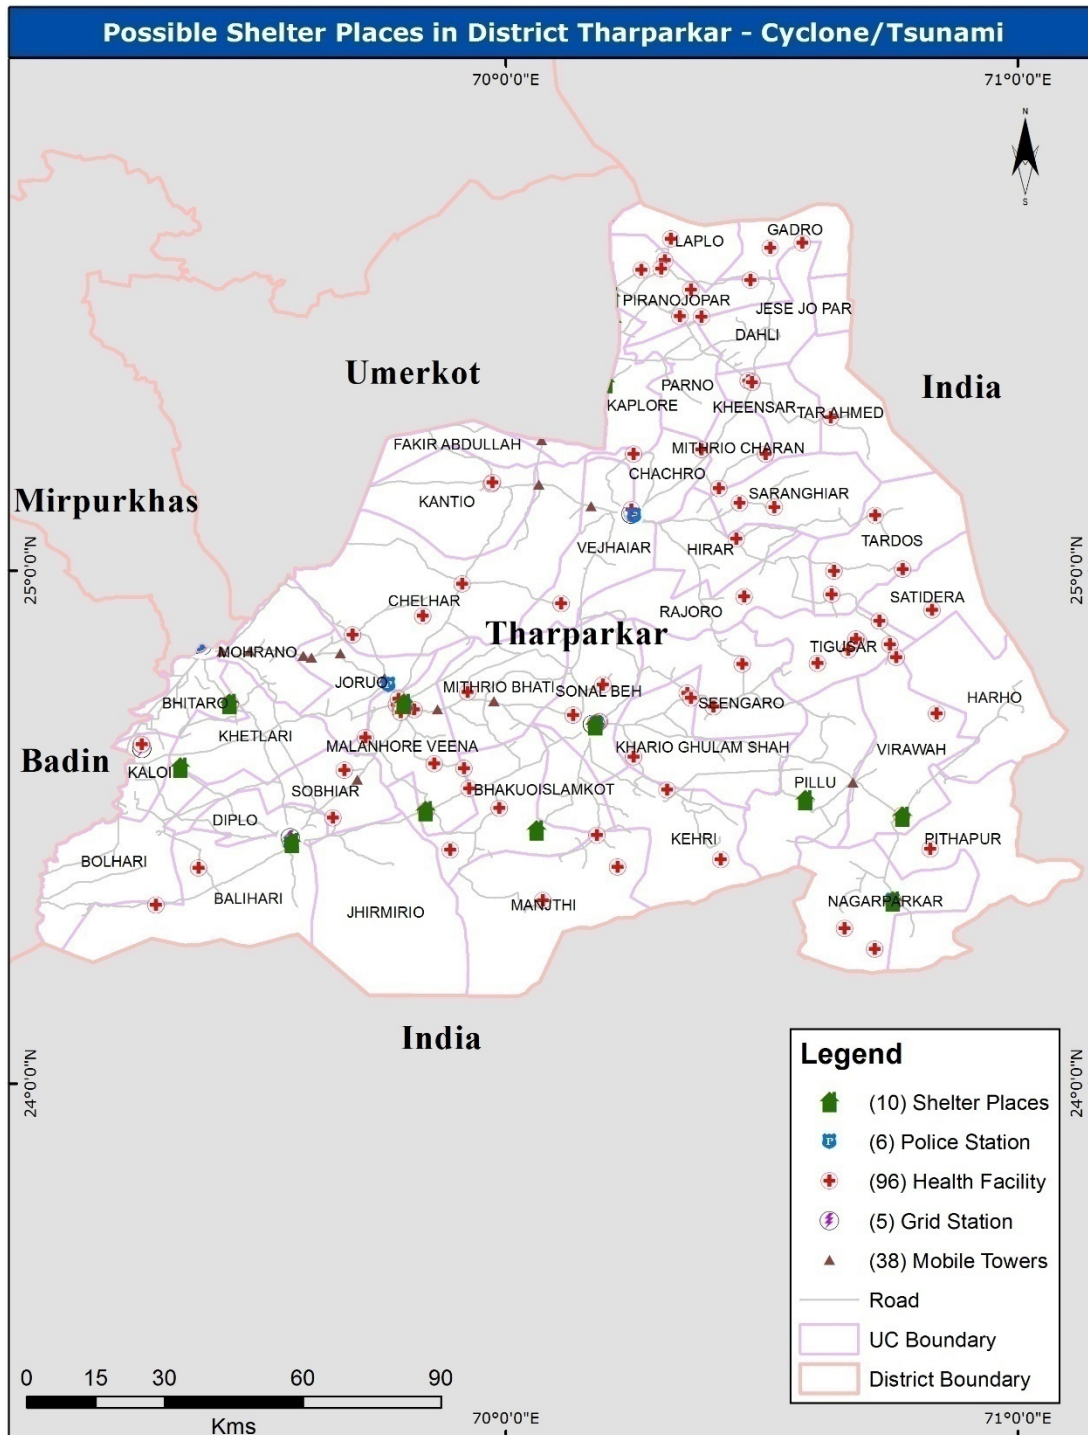 Possible Shelter Places in District Tharparkar - Cyclone/Tsunami
70°0'0"E
71°0'0"E
N
S
LAPLO
GADRO
PIRANOJOPAR
JESE JO PAR
DAHLI
Umerkot
PARNO
India
KAPLORE
KHEENSAR
TAR AHMED
FAKIR ABDULLAH
MITHRIO CHARAN
CHACHRO
Mirpurkhas
KANTIO
SARANGHIAR
VEJHAIAR
HIRAR
TARDOS
25°0'0"N
25°0'0"N
CHELHAR
RAJORO
SATIDERA
Tharparkar
MOHRANO
TIGUSAR
JORUO
MITHRIO BHATI
SONAL BEH
BHITARO
SEENGARO
HARHO
KHETLARI
MALANHORE VEENA
KHARIO GHULAM SHAH
VIRAWAH
Badin
KALOI
SOBHIAR
BHAKUOISLAMKOT
PILLU
DIPLO
KEHRI
PITHAPUR
BOLHARI
BALIHARI
JHIRMIRIO
MANJTHI
NAGARPARKAR
India
24°0'0"N
24°0'0"N
Legend
(10) Shelter Places
P
(6) Police Station
(96) Health Facility
(5) Grid Station
(38) Mobile Towers
Road
UC Boundary
District Boundary
0 15 30 60 90
Kms
70°0'0"E
71°0'0"E